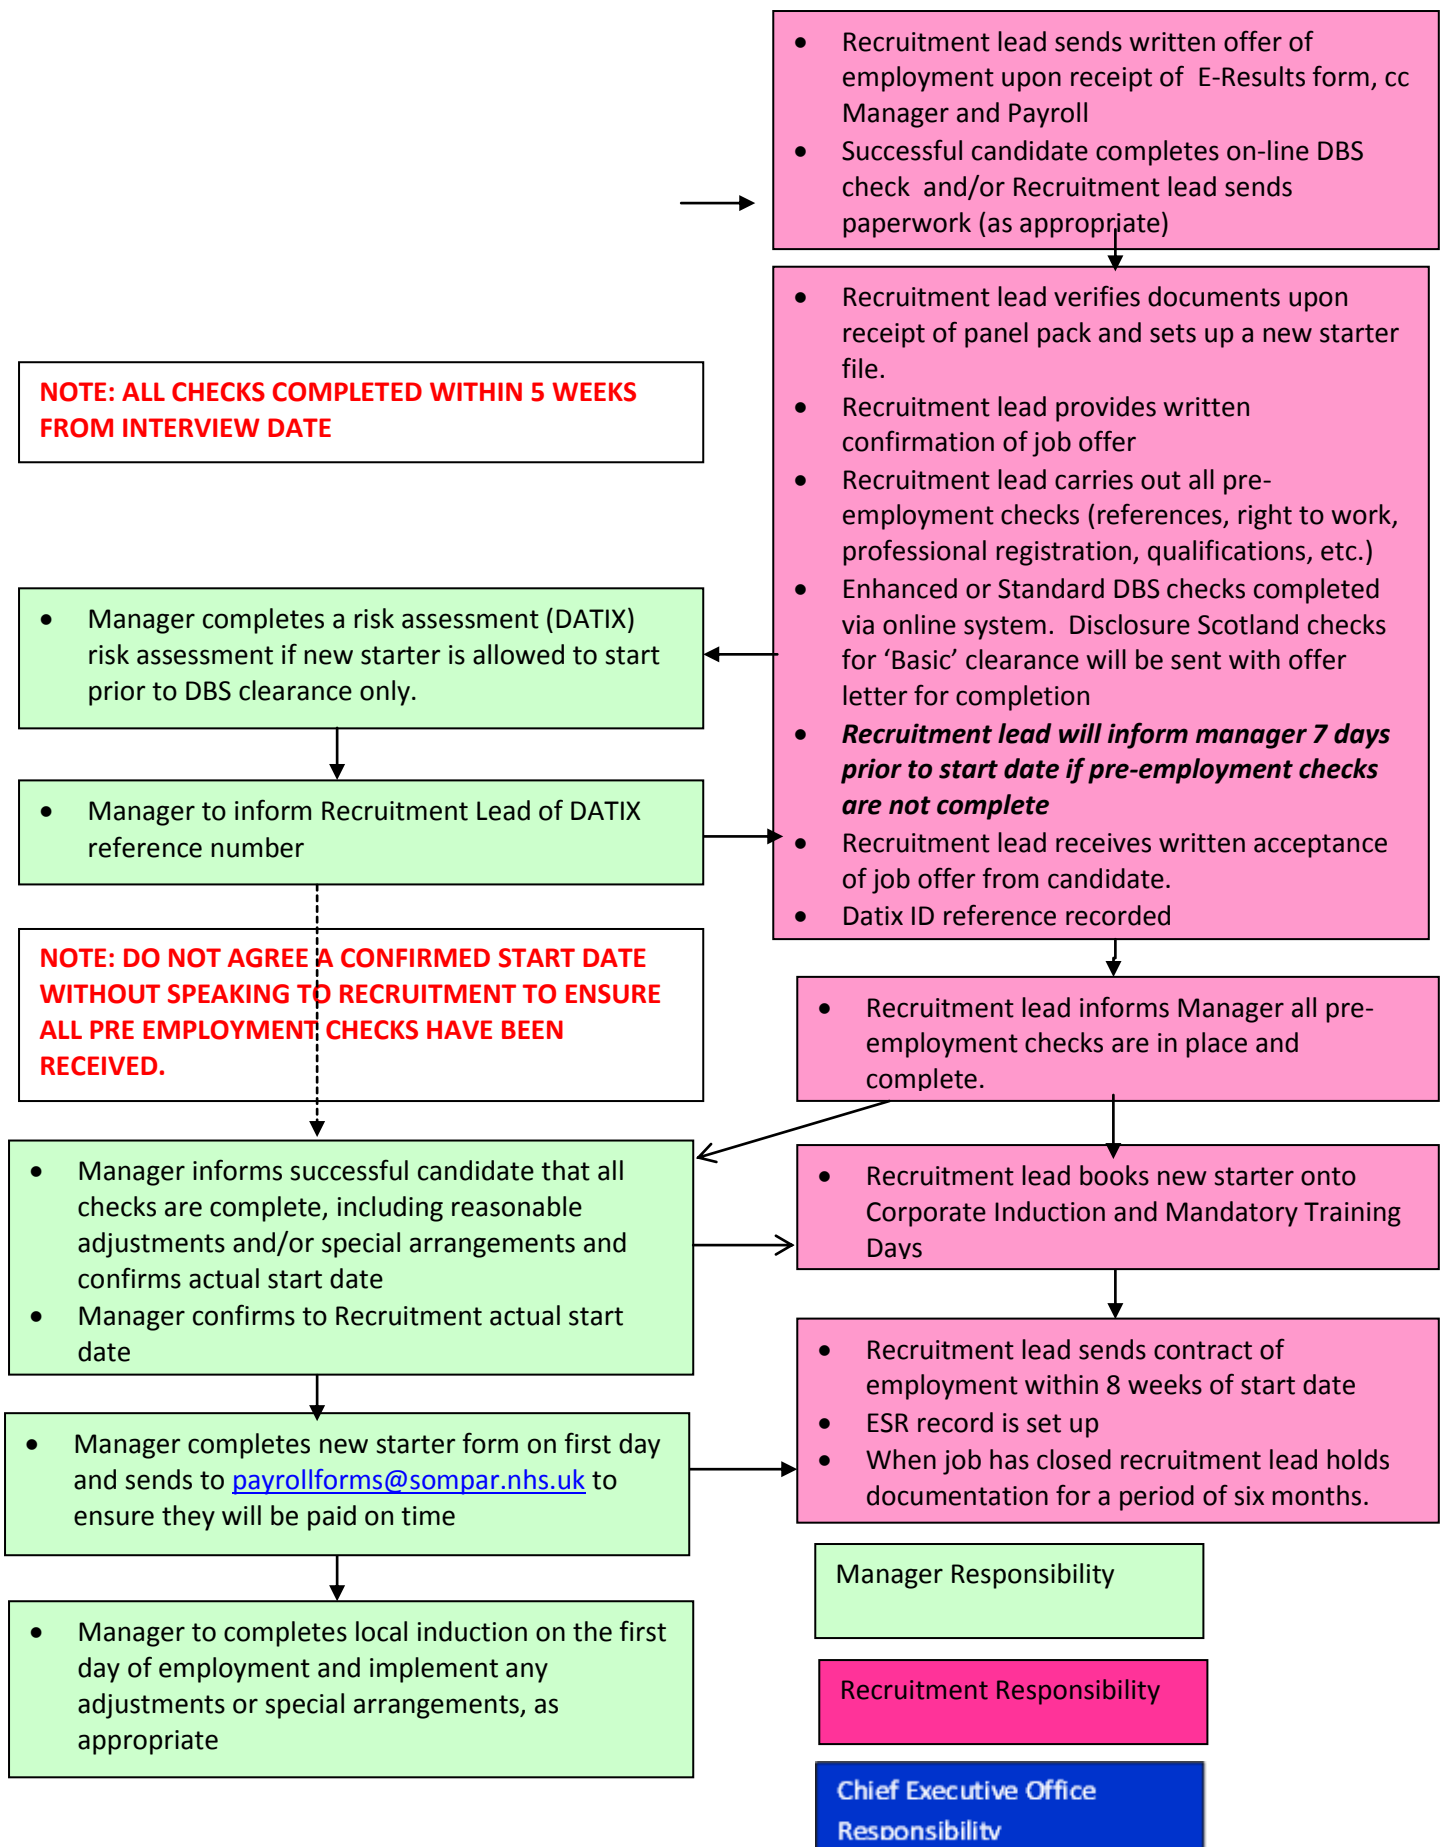 • Recruitment lead sends written offer of
employment upon receipt of E-Results form, cc
Manager and Payroll
• Successful candidate completes on-line DBS
check and/or Recruitment lead sends
paperwork (as appropriate)
• Recruitment lead verifies documents upon
receipt of panel pack and sets up a new starter
file.
• Recruitment lead provides written
confirmation of job offer
• Recruitment lead carries out all pre-
employment checks (references, right to work,
professional registration, qualifications, etc.)
• Enhanced or Standard DBS checks completed
via online system. Disclosure Scotland checks
for ‘Basic’ clearance will be sent with offer
letter for completion
• Recruitment lead will inform manager 7 days
prior to start date if pre-employment checks
are not complete
• Recruitment lead receives written acceptance
of job offer from candidate.
• Datix ID reference recorded
NOTE: ALL CHECKS COMPLETED WITHIN 5 WEEKS
FROM INTERVIEW DATE
• Manager completes a risk assessment (DATIX)
risk assessment if new starter is allowed to start
prior to DBS clearance only.
• Manager to inform Recruitment Lead of DATIX
reference number
NOTE: DO NOT AGREE A CONFIRMED START DATE
WITHOUT SPEAKING TO RECRUITMENT TO ENSURE
ALL PRE EMPLOYMENT CHECKS HAVE BEEN
RECEIVED.
• Recruitment lead informs Manager all pre-
employment checks are in place and
complete.
• Manager informs successful candidate that all
checks are complete, including reasonable
adjustments and/or special arrangements and
confirms actual start date
• Manager confirms to Recruitment actual start
date
• Recruitment lead books new starter onto
Corporate Induction and Mandatory Training
Days
• Recruitment lead sends contract of
employment within 8 weeks of start date
• ESR record is set up
• When job has closed recruitment lead holds
documentation for a period of six months.
• Manager completes new starter form on first day
and sends to payrollforms@sompar.nhs.uk to
ensure they will be paid on time
• Manager to completes local induction on the first
day of employment and implement any
adjustments or special arrangements, as
appropriate
Manager Responsibility
Recruitment Responsibility
Chief Executive Office
Responsibility